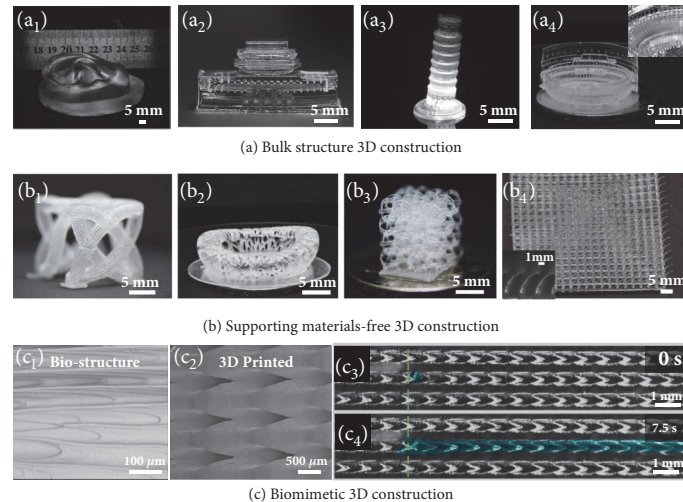 (a₁)
17 18 19 20 21 22 23 24 25 26
5 mm
(a₂)
5 mm
(a₃)
5 mm
(a₄)
5 mm
(a) Bulk structure 3D construction
(b₁)
5 mm
(b₂)
5 mm
(b₃)
5 mm
(b₄)
1mm
5 mm
(b) Supporting materials-free 3D construction
(c₁)
Bio-structure
100 μm
(c₂)
3D Printed
500 μm
(c₃)
0 s
1 mm
(c₄)
7.5 s
1 mm
(c) Biomimetic 3D construction